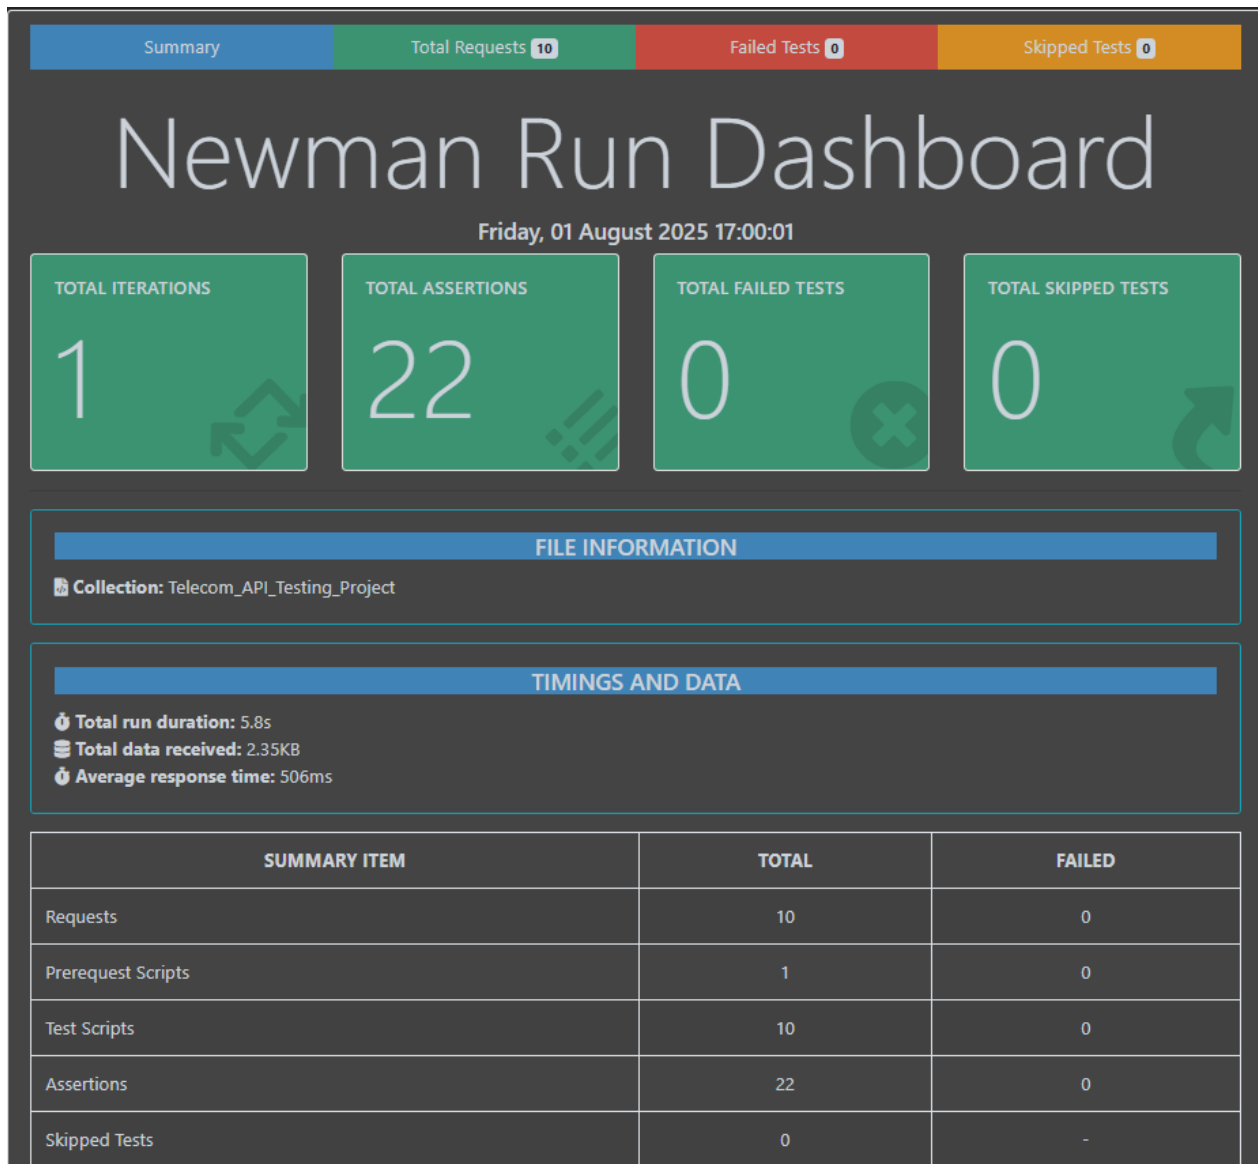 Summary Total Requests 10 Failed Tests 0 Skipped Tests 0
Newman Run Dashboard
Friday, 01 August 2025 17:00:01
TOTAL ITERATIONS
1
TOTAL ASSERTIONS
22
TOTAL FAILED TESTS
0
TOTAL SKIPPED TESTS
0
FILE INFORMATION
Collection: Telecom_API_Testing_Project
TIMINGS AND DATA
Total run duration: 5.8s
Total data received: 2.35KB
Average response time: 506ms
SUMMARY ITEM TOTAL FAILED
Requests 10 0
Prerequest Scripts 1 0
Test Scripts 10 0
Assertions 22 0
Skipped Tests 0 -